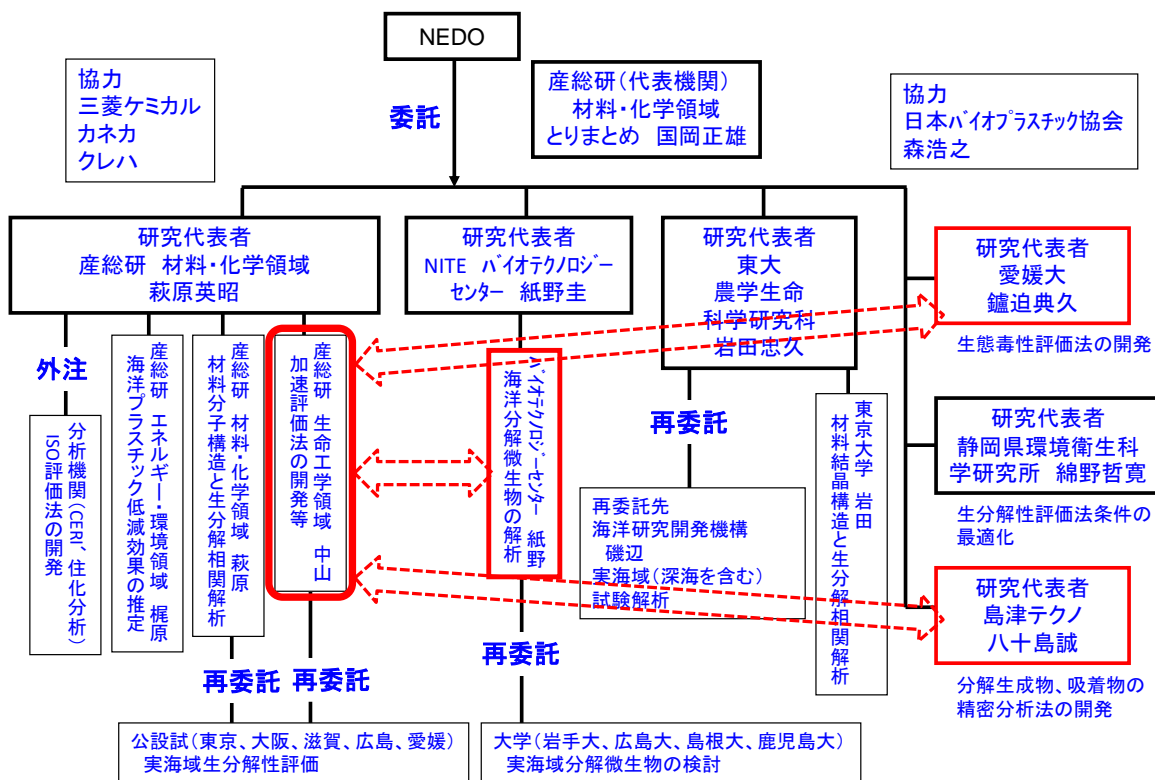 NEDO
協力
三菱ケミカル
カネカ
クレハ
委託
産総研(代表機関)
材料・化学領域
とりまとめ 国岡正雄
協力
日本ﾊﾞｲｵﾌﾟﾗｽﾁｯｸ協会
森浩之
研究代表者
産総研 材料・化学領域
萩原英昭
研究代表者
NITE ﾊﾞｲｵﾃｸﾉﾛｼﾞｰ
センター 紙野圭
研究代表者
東大
農学生命
科学研究科
岩田忠久
研究代表者
愛媛大
鑪迫典久
生態毒性評価法の開発
外注
分析機関(CERI、住化分析)
ISO評価法の開発
産総研 エネルギー・環境領域 梶原
海洋プラスチック低減効果の推定
産総研 材料・化学領域 萩原
材料分子構造と生分解相関解析
産総研 生命工学領域 中山
加速評価法の開発等
ﾊﾞｲｵﾃｸﾉﾛｼﾞｰセンター 紙野
海洋分解微生物の解析
再委託
再委託先
海洋研究開発機構
磯辺
実海域(深海を含む)
試験解析
東京大学 岩田
材料結晶構造と生分解相関解析
研究代表者
静岡県環境衛生科
学研究所 綿野哲寛
生分解性評価法条件の
最適化
研究代表者
島津テクノ
八十島誠
分解生成物、吸着物の
精密分析法の開発
再委託
再委託
再委託
公設試(東京、大阪、滋賀、広島、愛媛)
実海域生分解性評価
大学(岩手大、広島大、島根大、鹿児島大)
実海域分解微生物の検討